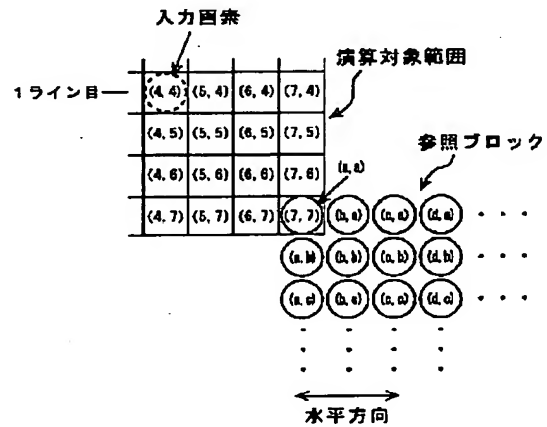 入力画素
演算対象範囲
1ライン目
(4, 4) (5, 4) (6, 4) (7, 4)
(4, 5) (5, 5) (6, 5) (7, 5)
参照ブロック
(4, 6) (5, 6) (6, 6) (7, 6)
(a, a)
(4, 7) (5, 7) (6, 7) (7, 7) (b, a) (c, a) (d, a) ・・・
(a, b) (b, b) (c, b) (d, b) ・・・
(a, c) (b, c) (c, c) (d, c) ・・・
水平方向